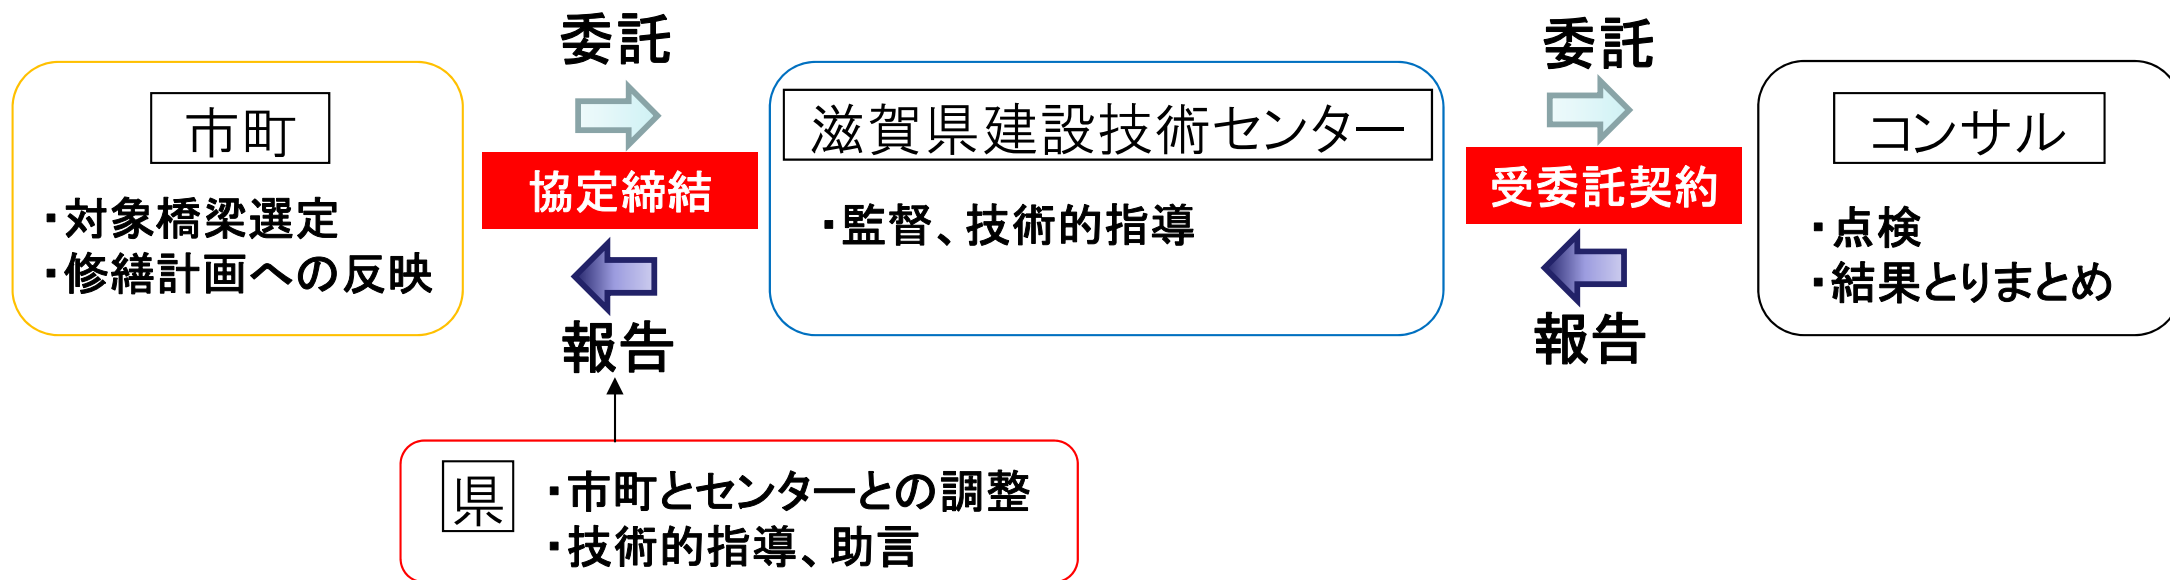 委託
委託
市町
滋賀県建設技術センター
コンサル
協定締結
受委託契約
・対象橋梁選定
・修繕計画への反映
・監督、技術的指導
・点検
・結果とりまとめ
報告
報告
県
・市町とセンターとの調整
・技術的指導、助言